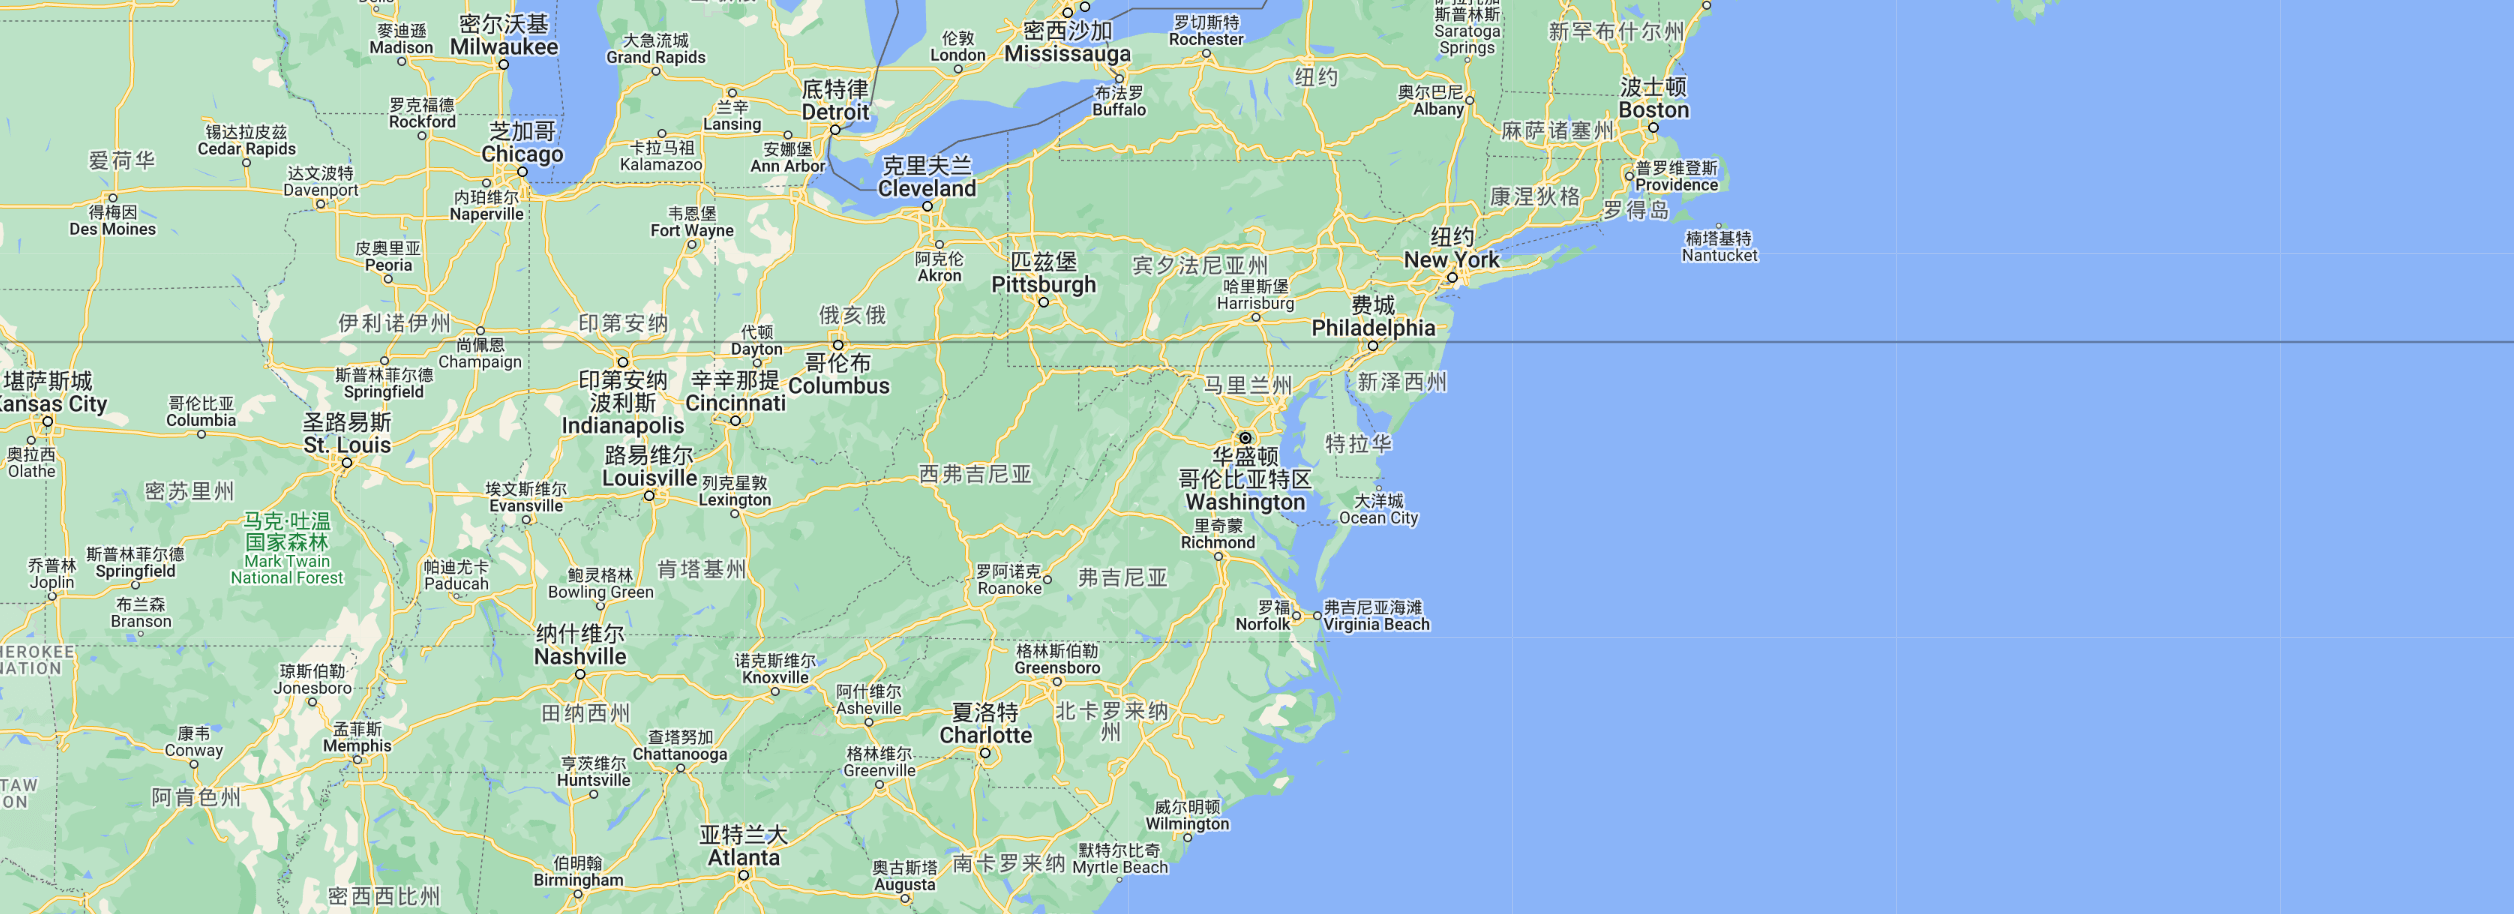 密尔沃基
Milwaukee
麥迪遜
Madison
大急流城
Grand Rapids
伦敦
London
密西沙加
Mississauga
罗切斯特
Rochester
斯普林斯
Saratoga
Springs
新罕布什尔州
罗克福德
Rockford
兰辛
Lansing
底特律
Detroit
布法罗
Buffalo
纽约
奥尔巴尼
Albany
波士顿
Boston
锡达拉皮兹
Cedar Rapids
芝加哥
Chicago
卡拉马祖
Kalamazoo
安娜堡
Ann Arbor
克里夫兰
Cleveland
麻萨诸塞州
爱荷华
达文波特
Davenport
内珀维尔
Naperville
普罗维登斯
Providence
康涅狄格
罗得岛
得梅因
Des Moines
韦恩堡
Fort Wayne
楠塔基特
Nantucket
皮奥里亚
Peoria
阿克伦
Akron
匹兹堡
Pittsburgh
宾夕法尼亚州
纽约
New York
哈里斯堡
Harrisburg
伊利诺伊州
印第安纳
俄亥俄
费城
Philadelphia
尚佩恩
Champaign
代顿
Dayton
哥伦布
Columbus
堪萨斯城
Kansas City
斯普林菲尔德
Springfield
印第安纳
波利斯
Indianapolis
辛辛那提
Cincinnati
马里兰州
新泽西州
哥伦比亚
Columbia
圣路易斯
St. Louis
奥拉西
Olathe
路易维尔
Louisville
列克星敦
Lexington
西弗吉尼亚
华盛顿
哥伦比亚特区
Washington
特拉华
密苏里州
埃文斯维尔
Evansville
大洋城
Ocean City
马克·吐温
国家森林
Mark Twain
National Forest
里奇蒙
Richmond
乔普林
Joplin
斯普林菲尔德
Springfield
帕迪尤卡
Paducah
鲍灵格林
Bowling Green
肯塔基州
罗阿诺克
Roanoke
弗吉尼亚
布兰森
Branson
罗福
Norfolk
弗吉尼亚海滩
Virginia Beach
纳什维尔
Nashville
HEROKEE
NATION
琼斯伯勒
Jonesboro
诺克斯维尔
Knoxville
格林斯伯勒
Greensboro
阿什维尔
Asheville
田纳西州
夏洛特
Charlotte
北卡罗来纳
州
康韦
Conway
孟菲斯
Memphis
查塔努加
Chattanooga
亨茨维尔
Huntsville
格林维尔
Greenville
TAW
ON
阿肯色州
威尔明顿
Wilmington
亚特兰大
Atlanta
伯明翰
Birmingham
奥古斯塔
Augusta
南卡罗来纳
默特尔比奇
Myrtle Beach
密西西比州